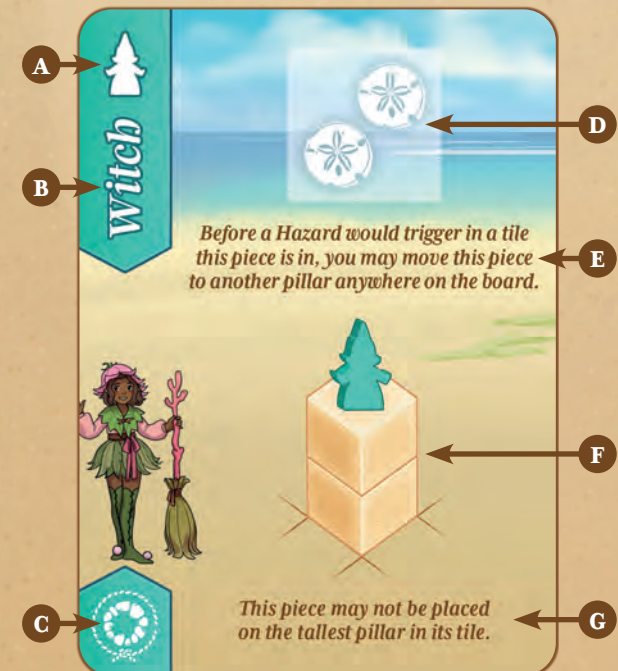 A
Witch
B
D
Before a Hazard would trigger in a tile
this piece is in, you may move this piece
to another pillar anywhere on the board.
E
F
C
This piece may not be placed
on the tallest pillar in its tile.
G